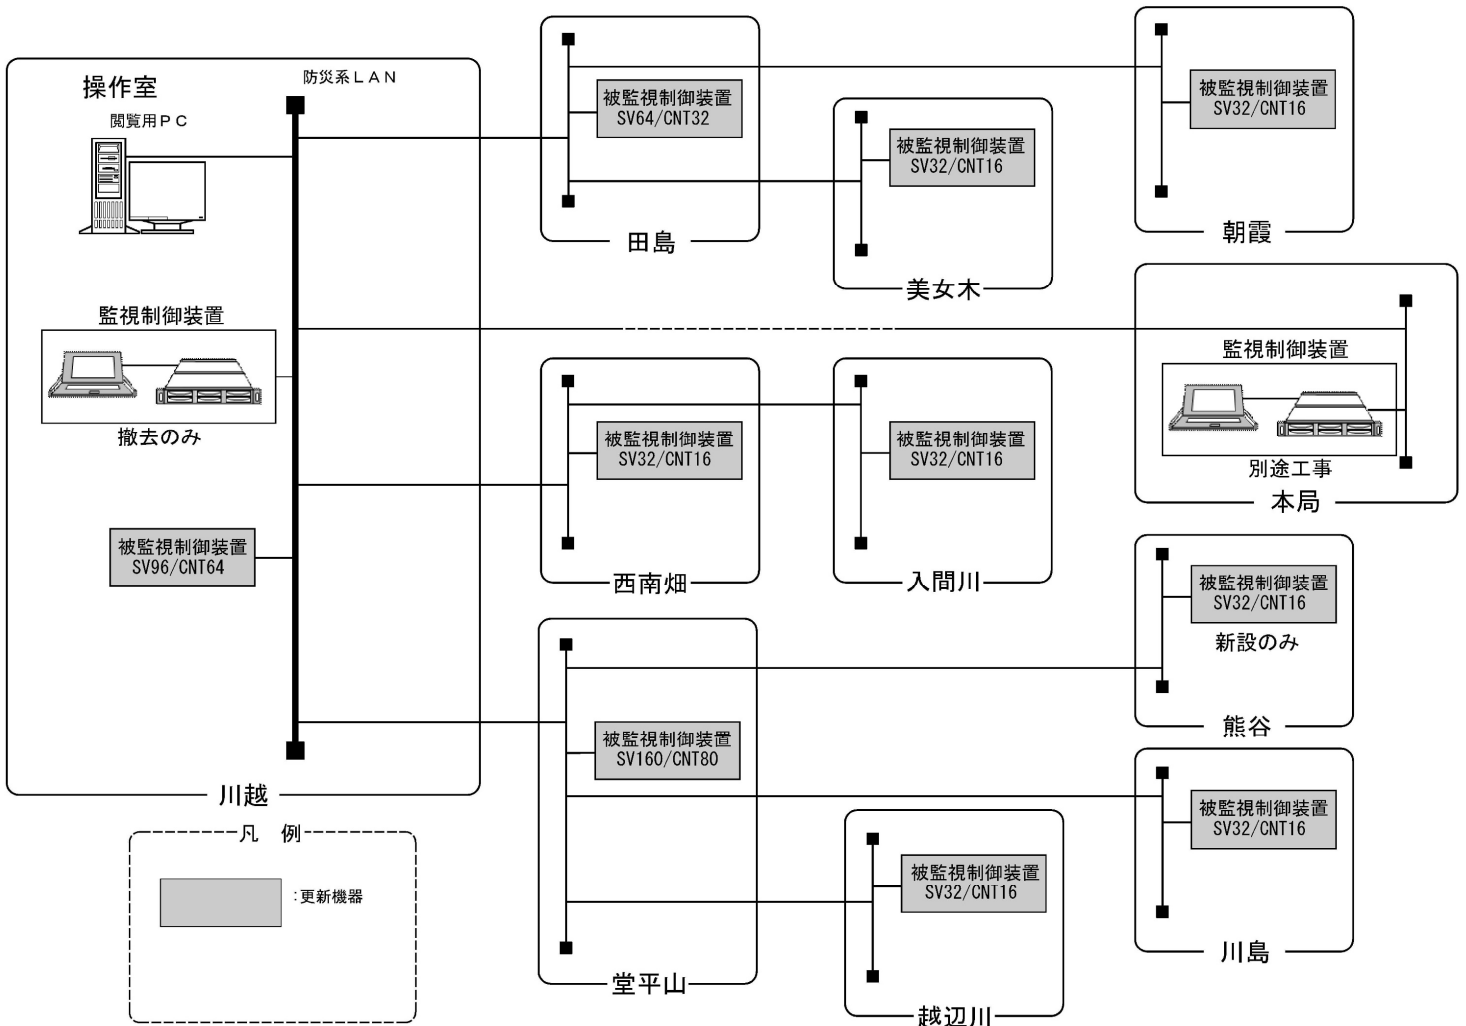 操作室
防災系ＬＡＮ
閲覧用ＰＣ
監視制御装置
撤去のみ
被監視制御装置
SV96/CNT64
川越
凡　例
:更新機器
被監視制御装置
SV64/CNT32
田島
被監視制御装置
SV32/CNT16
美女木
被監視制御装置
SV32/CNT16
朝霞
監視制御装置
別途工事
本局
被監視制御装置
SV32/CNT16
西南畑
被監視制御装置
SV32/CNT16
入間川
被監視制御装置
SV32/CNT16
新設のみ
熊谷
被監視制御装置
SV160/CNT80
堂平山
被監視制御装置
SV32/CNT16
越辺川
被監視制御装置
SV32/CNT16
川島